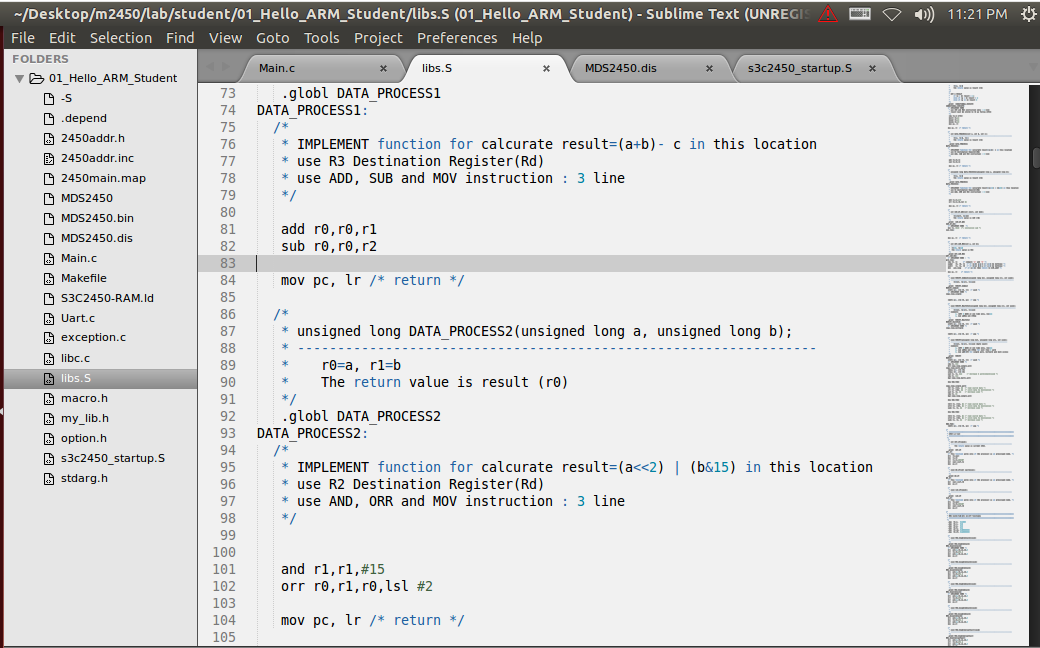 ~/Desktop/m2450/lab/student/01_Hello_ARM_Student/libs.S (01_Hello_ARM_Student) - Sublime Text (UNREGIS 11:21 PM
File Edit Selection Find View Goto Tools Project Preferences Help
FOLDERS
01_Hello_ARM_Student
-S
.depend
2450addr.h
2450addr.inc
2450main.map
MDS2450
MDS2450.bin
MDS2450.dis
Main.c
Makefile
S3C2450-RAM.ld
Uart.c
exception.c
libc.c
libs.S
macro.h
my_lib.h
option.h
s3c2450_startup.S
stdarg.h
Main.c × libs.S × MDS2450.dis × s3c2450_startup.S ×
73 .globl DATA_PROCESS1
74 DATA_PROCESS1:
75 /*
76 * IMPLEMENT function for calcurate result=(a+b)- c in this location
77 * use R3 Destination Register(Rd)
78 * use ADD, SUB and MOV instruction : 3 line
79 */
80
81 add r0,r0,r1
82 sub r0,r0,r2
83
84 mov pc, lr /* return */
85
86 /*
87 * unsigned long DATA_PROCESS2(unsigned long a, unsigned long b);
88 * -----------------------------------------------------------------
89 * r0=a, r1=b
90 * The return value is result (r0)
91 */
92 .globl DATA_PROCESS2
93 DATA_PROCESS2:
94 /*
95 * IMPLEMENT function for calcurate result=(a<<2) | (b&15) in this location
96 * use R2 Destination Register(Rd)
97 * use AND, ORR and MOV instruction : 3 line
98 */
99
100
101 and r1,r1,#15
102 orr r0,r1,r0,lsl #2
103
104 mov pc, lr /* return */
105